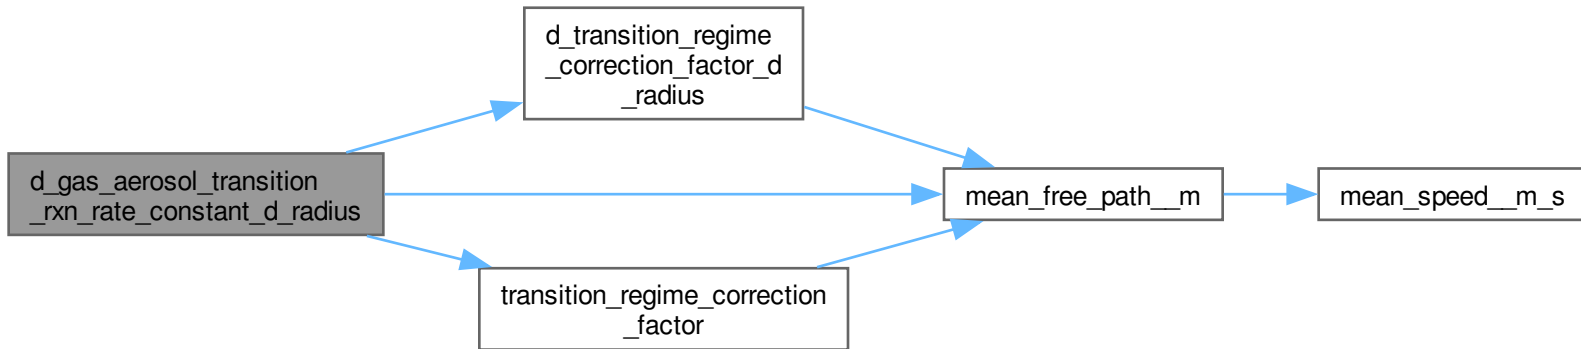 d_gas_aerosol_transition
_rxn_rate_constant_d_radius
d_transition_regime
_correction_factor_d
_radius
transition_regime_correction
_factor
mean_free_path__m
mean_speed__m_s